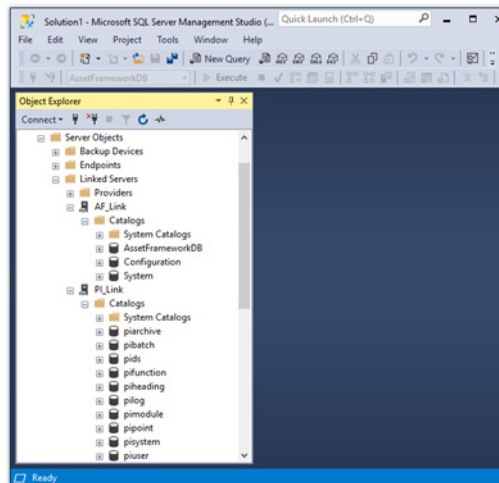 Solution1 - Microsoft SQL Server Management Studio (...
Quick Launch (Ctrl+Q)
File Edit View Project Tools Window Help
New Query
AssetFrameworkDB
Execute
Object Explorer
Connect
Server Objects
Backup Devices
Endpoints
Linked Servers
Providers
AF_Link
Catalogs
System Catalogs
AssetFrameworkDB
Configuration
System
PI_Link
Catalogs
System Catalogs
piarchive
pibatch
pids
pifunction
piheading
pilog
pimodule
pipoint
pisystem
piuser
Ready